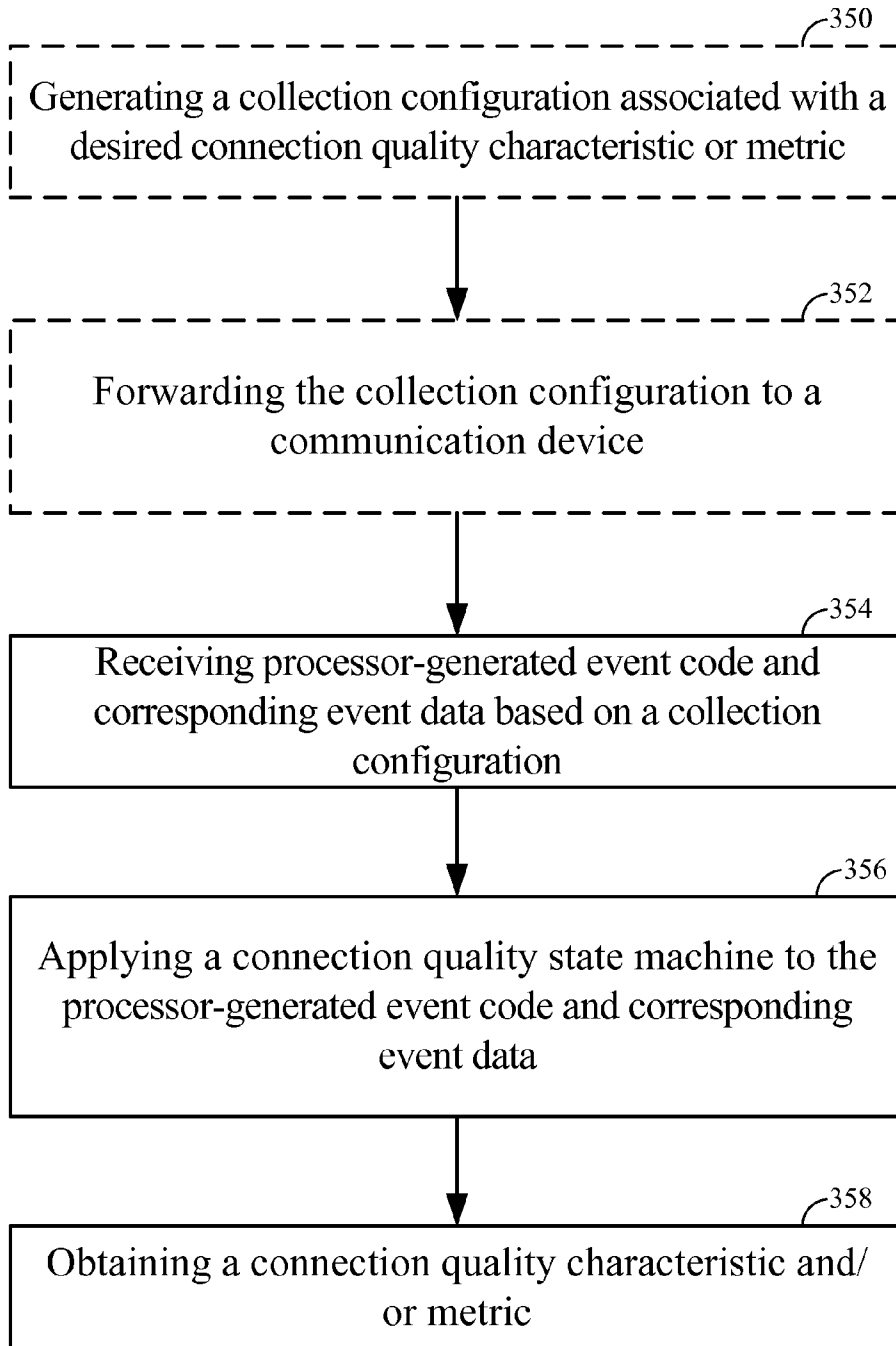 350
Generating a collection configuration associated with a
desired connection quality characteristic or metric
352
Forwarding the collection configuration to a
communication device
354
Receiving processor-generated event code and
corresponding event data based on a collection
configuration
356
Applying a connection quality state machine to the
processor-generated event code and corresponding
event data
358
Obtaining a connection quality characteristic and/
or metric